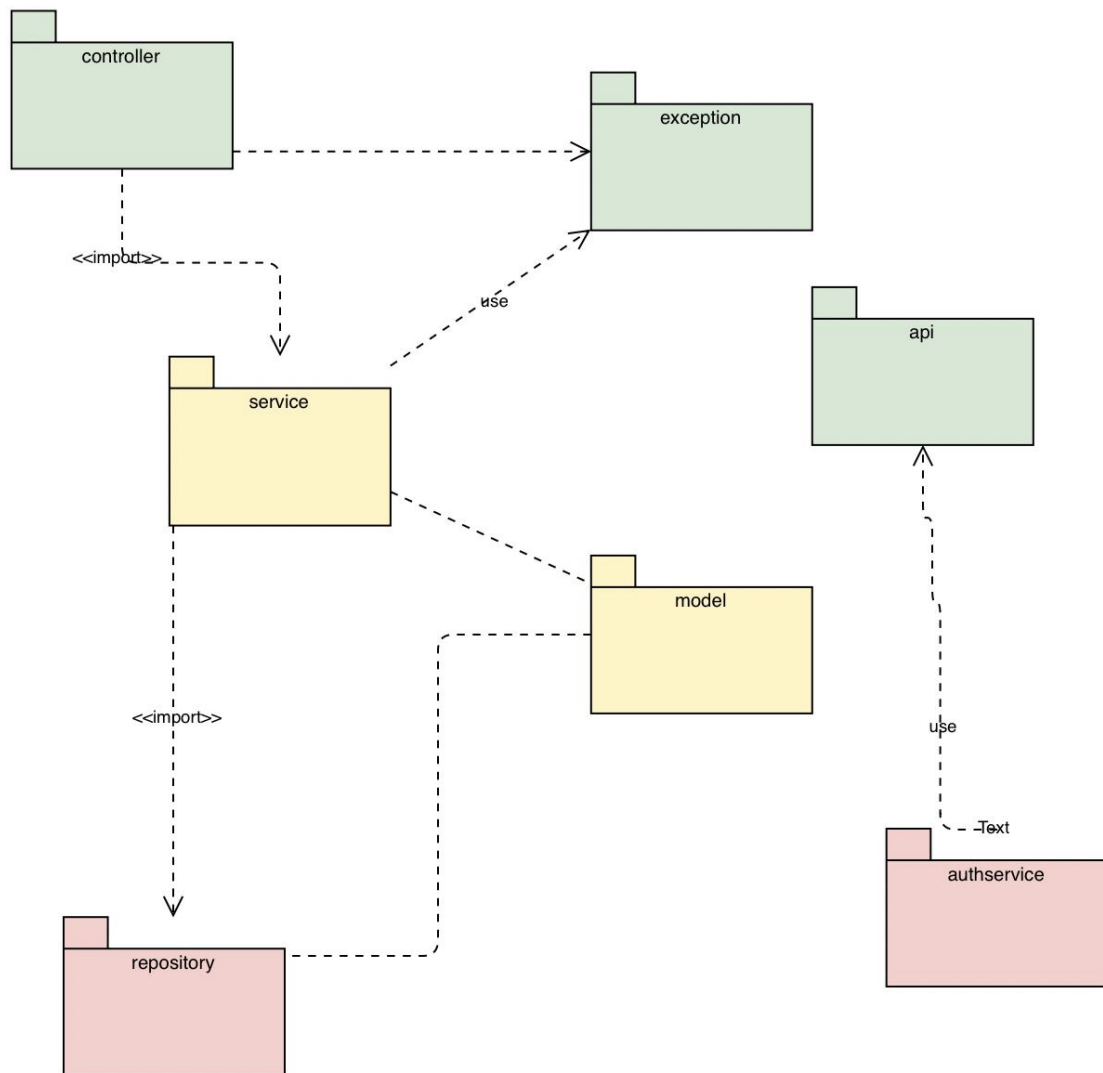 controller
exception
<<import>>
use
api
service
model
<<import>>
use
Text
authservice
repository